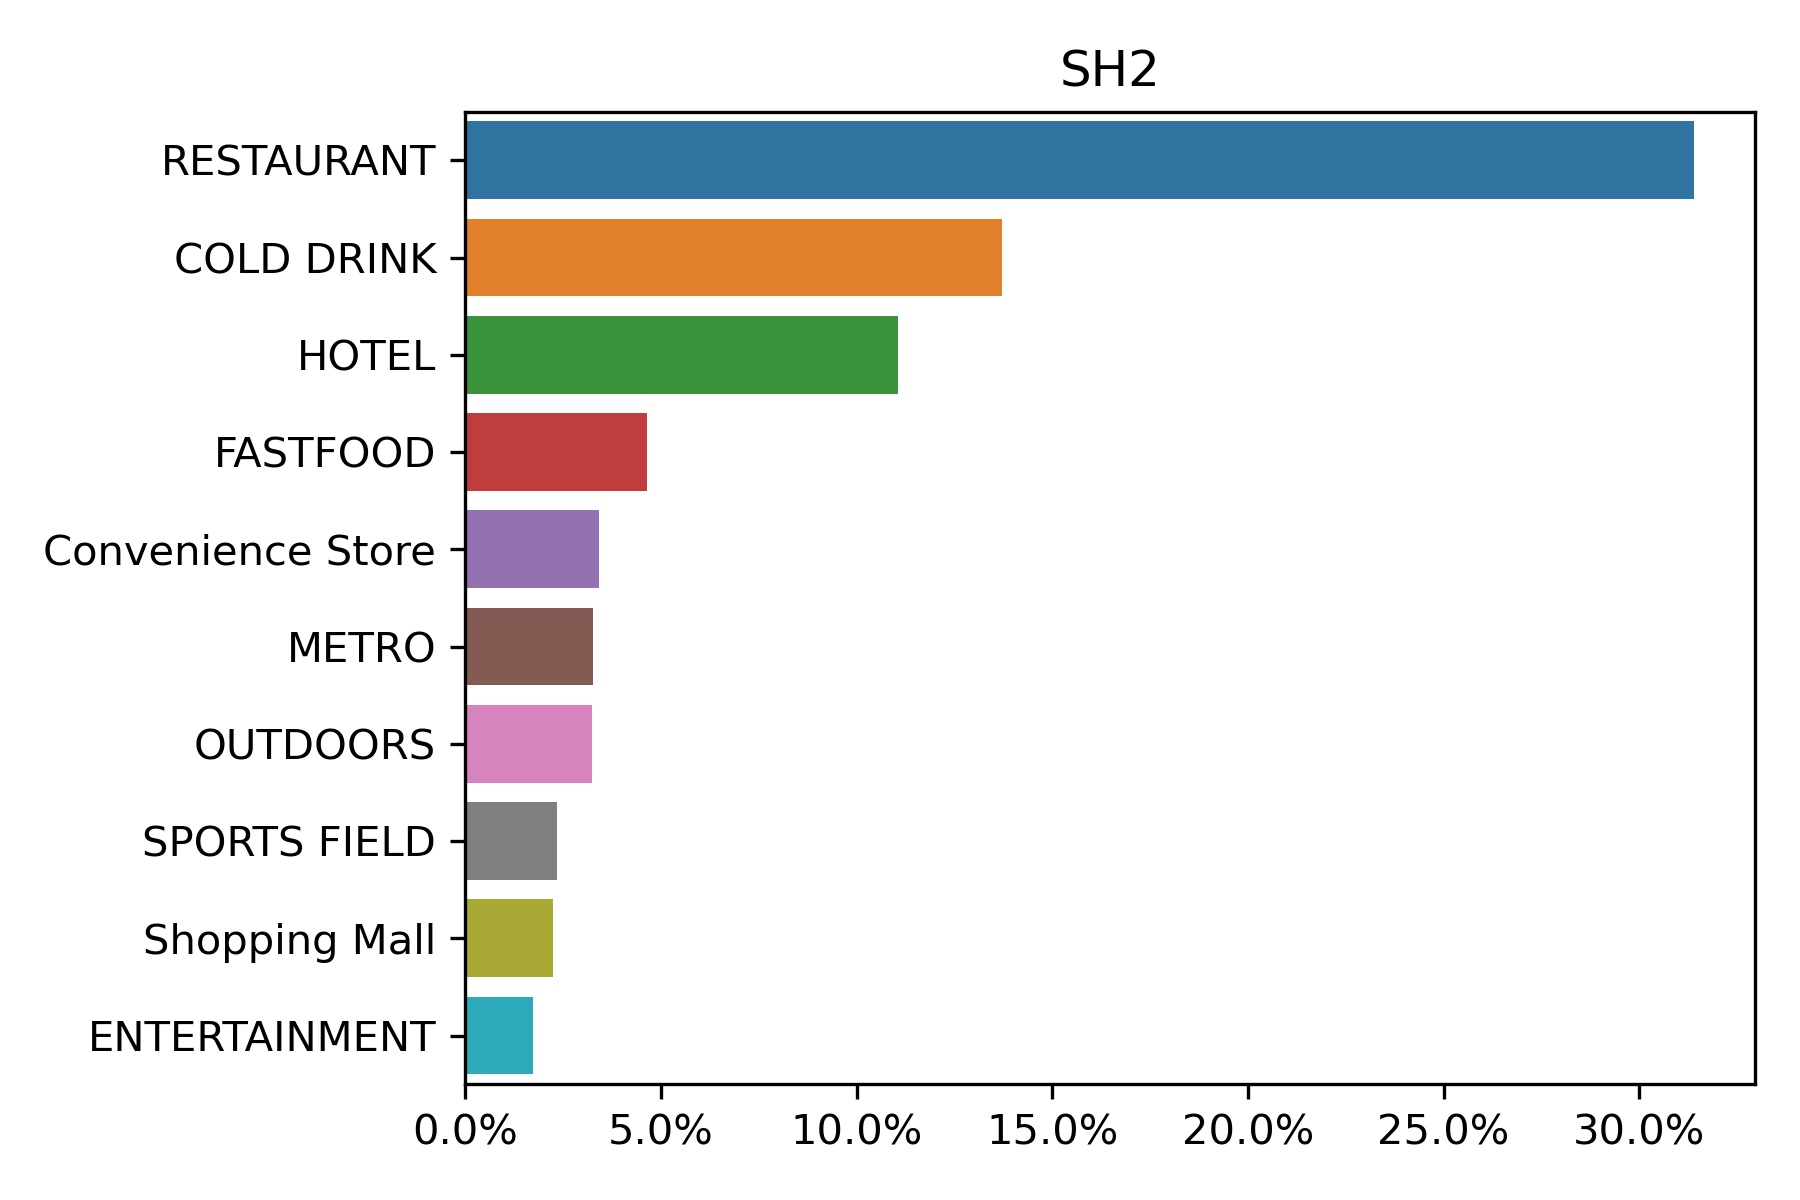 SH2
RESTAURANT
COLD DRINK
HOTEL
FASTFOOD
Convenience Store
METRO
OUTDOORS
SPORTS FIELD
Shopping Mall
ENTERTAINMENT
0.0% 5.0% 10.0% 15.0% 20.0% 25.0% 30.0%